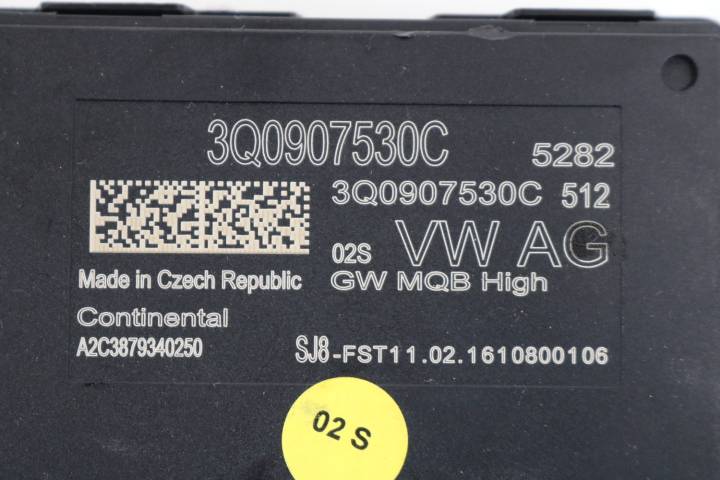 3Q0907530C 5282
3Q0907530C 512
02S VW AG
Made in Czech Republic GW MQB High
Continental
A2C3879340250 SJ8-FST11.02.1610800106
02 S